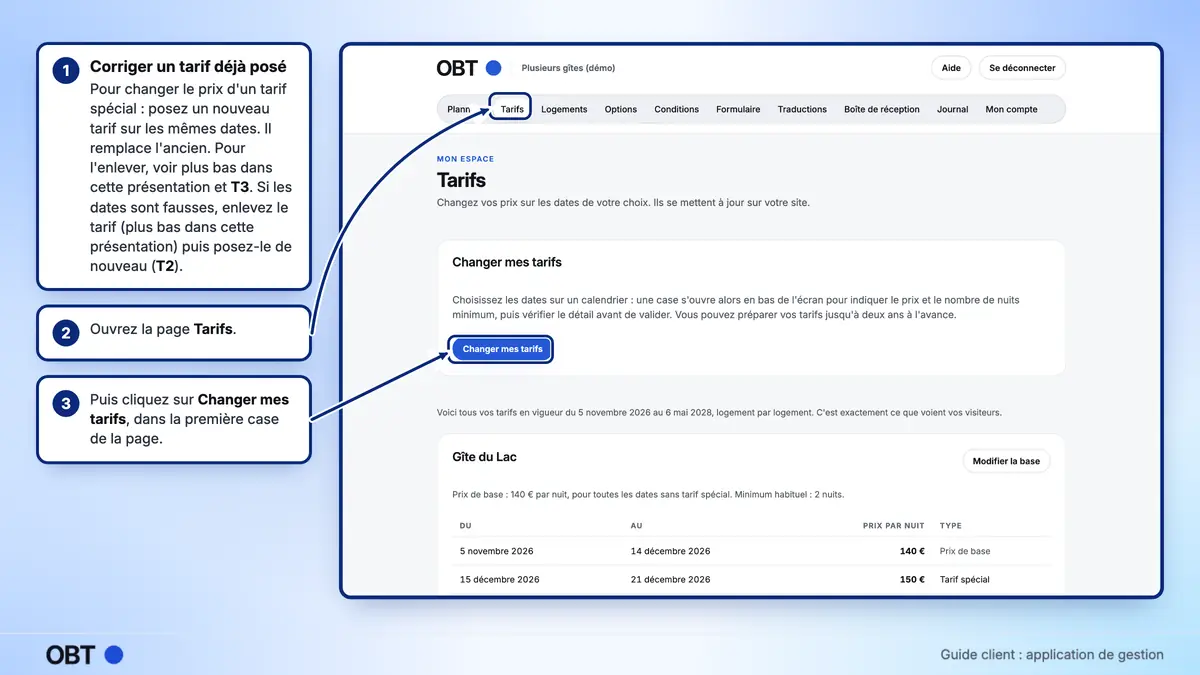 1
Corriger un tarif déjà posé
Pour changer le prix d'un tarif
spécial : posez un nouveau
tarif sur les mêmes dates. Il
remplace l'ancien. Pour
l'enlever, voir plus bas dans
cette présentation et T3. Si les
dates sont fausses, enlevez le
tarif (plus bas dans cette
présentation) puis posez-le de
nouveau (T2).
2
Ouvrez la page Tarifs.
3
Puis cliquez sur Changer mes
tarifs, dans la première case
de la page.
OBT
Plusieurs gîtes (démo)
Aide
Se déconnecter
Plann
Tarifs
Logements
Options
Conditions
Formulaire
Traductions
Boîte de réception
Journal
Mon compte
MON ESPACE
Tarifs
Changez vos prix sur les dates de votre choix. Ils se mettent à jour sur votre site.
Changer mes tarifs
Choisissez les dates sur un calendrier : une case s'ouvre alors en bas de l'écran pour indiquer le prix et le nombre de nuits
minimum, puis vérifier le détail avant de valider. Vous pouvez préparer vos tarifs jusqu'à deux ans à l'avance.
Changer mes tarifs
Voici tous vos tarifs en vigueur du 5 novembre 2026 au 6 mai 2028, logement par logement. C'est exactement ce que voient vos visiteurs.
Gîte du Lac
Modifier la base
Prix de base : 140 € par nuit, pour toutes les dates sans tarif spécial. Minimum habituel : 2 nuits.
DU AU PRIX PAR NUIT TYPE
5 novembre 2026 14 décembre 2026 140 € Prix de base
15 décembre 2026 21 décembre 2026 150 € Tarif spécial
OBT
Guide client : application de gestion